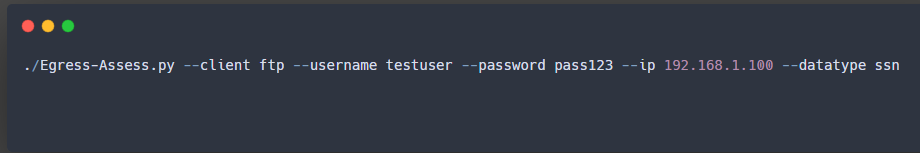 ./Egress-Assess.py --client ftp --username testuser --password pass123 --ip 192.168.1.100 --datatype ssn